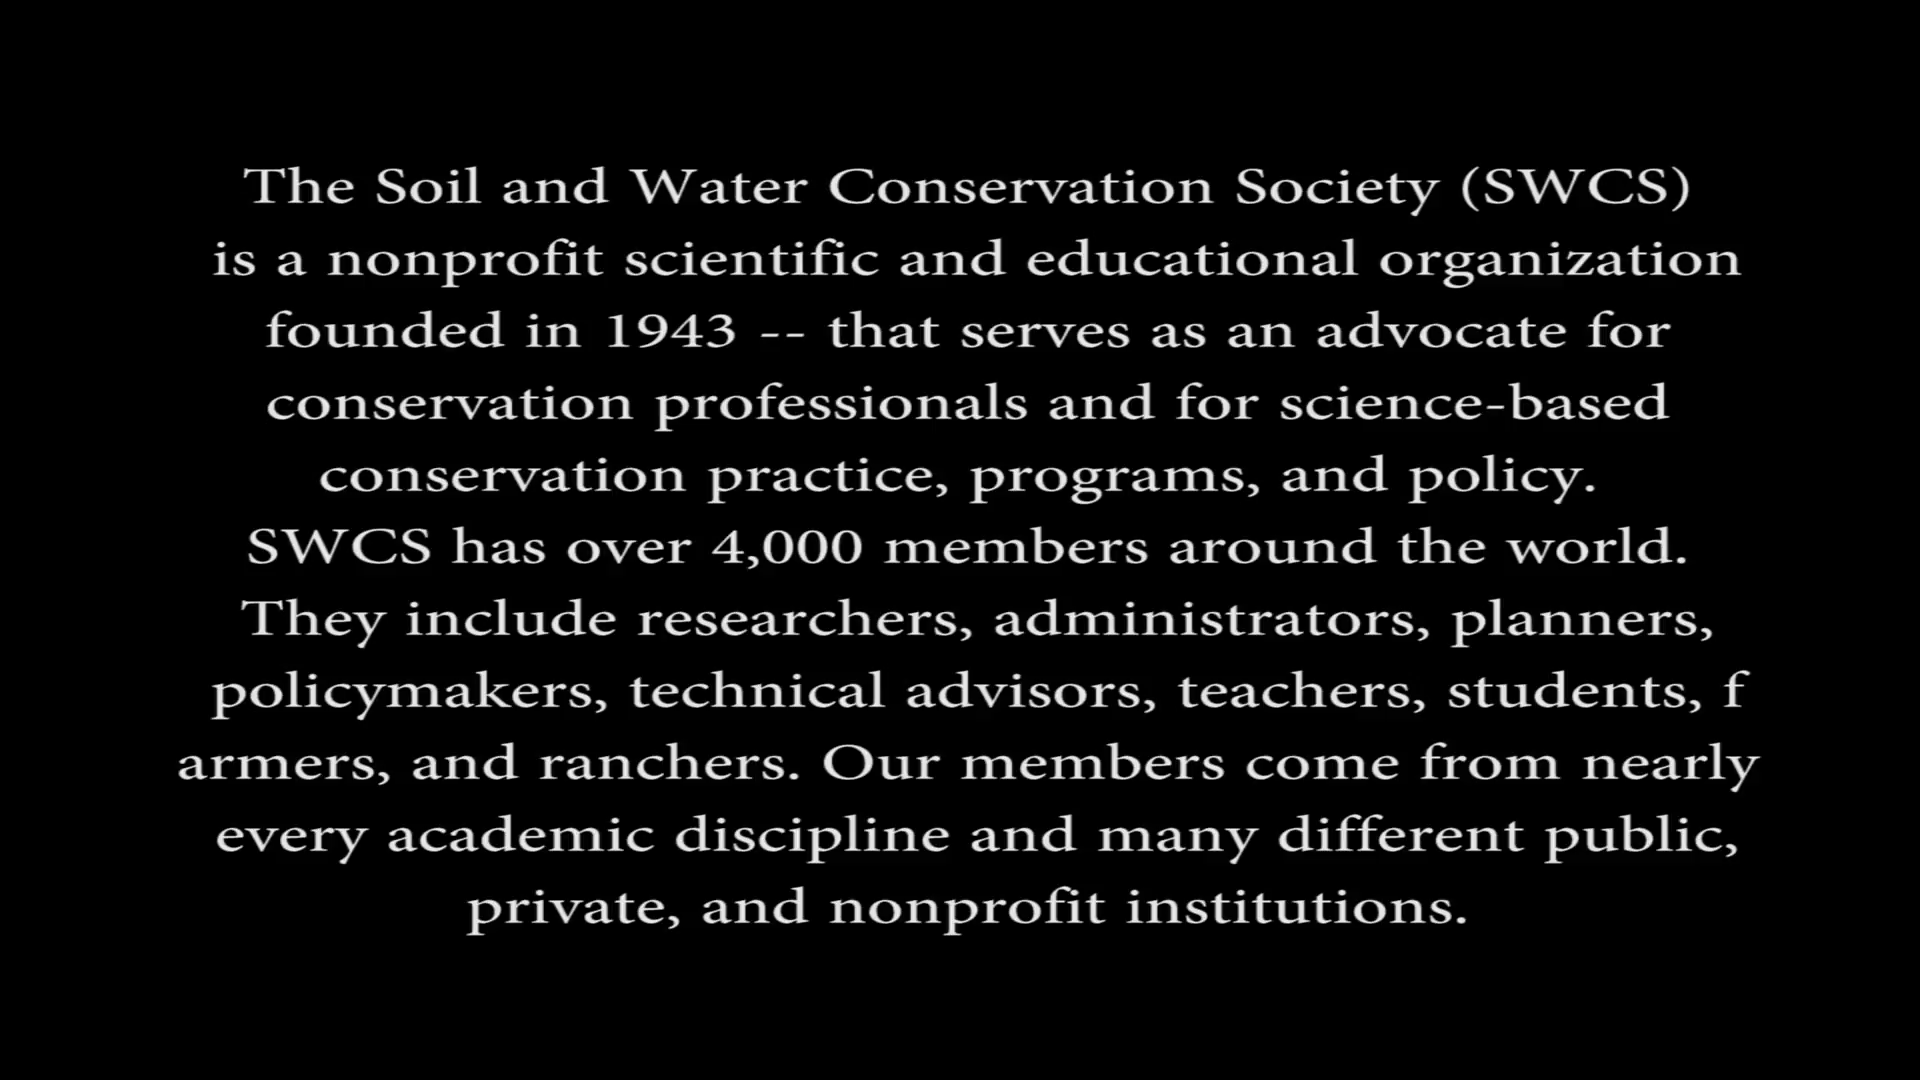 The Soil and Water Conservation Society (SWCS)
is a nonprofit scientific and educational organization
founded in 1943 -- that serves as an advocate for
conservation professionals and for science-based
conservation practice, programs, and policy.
SWCS has over 4,000 members around the world.
They include researchers, administrators, planners,
policymakers, technical advisors, teachers, students, f
armers, and ranchers. Our members come from nearly
every academic discipline and many different public,
private, and nonprofit institutions.